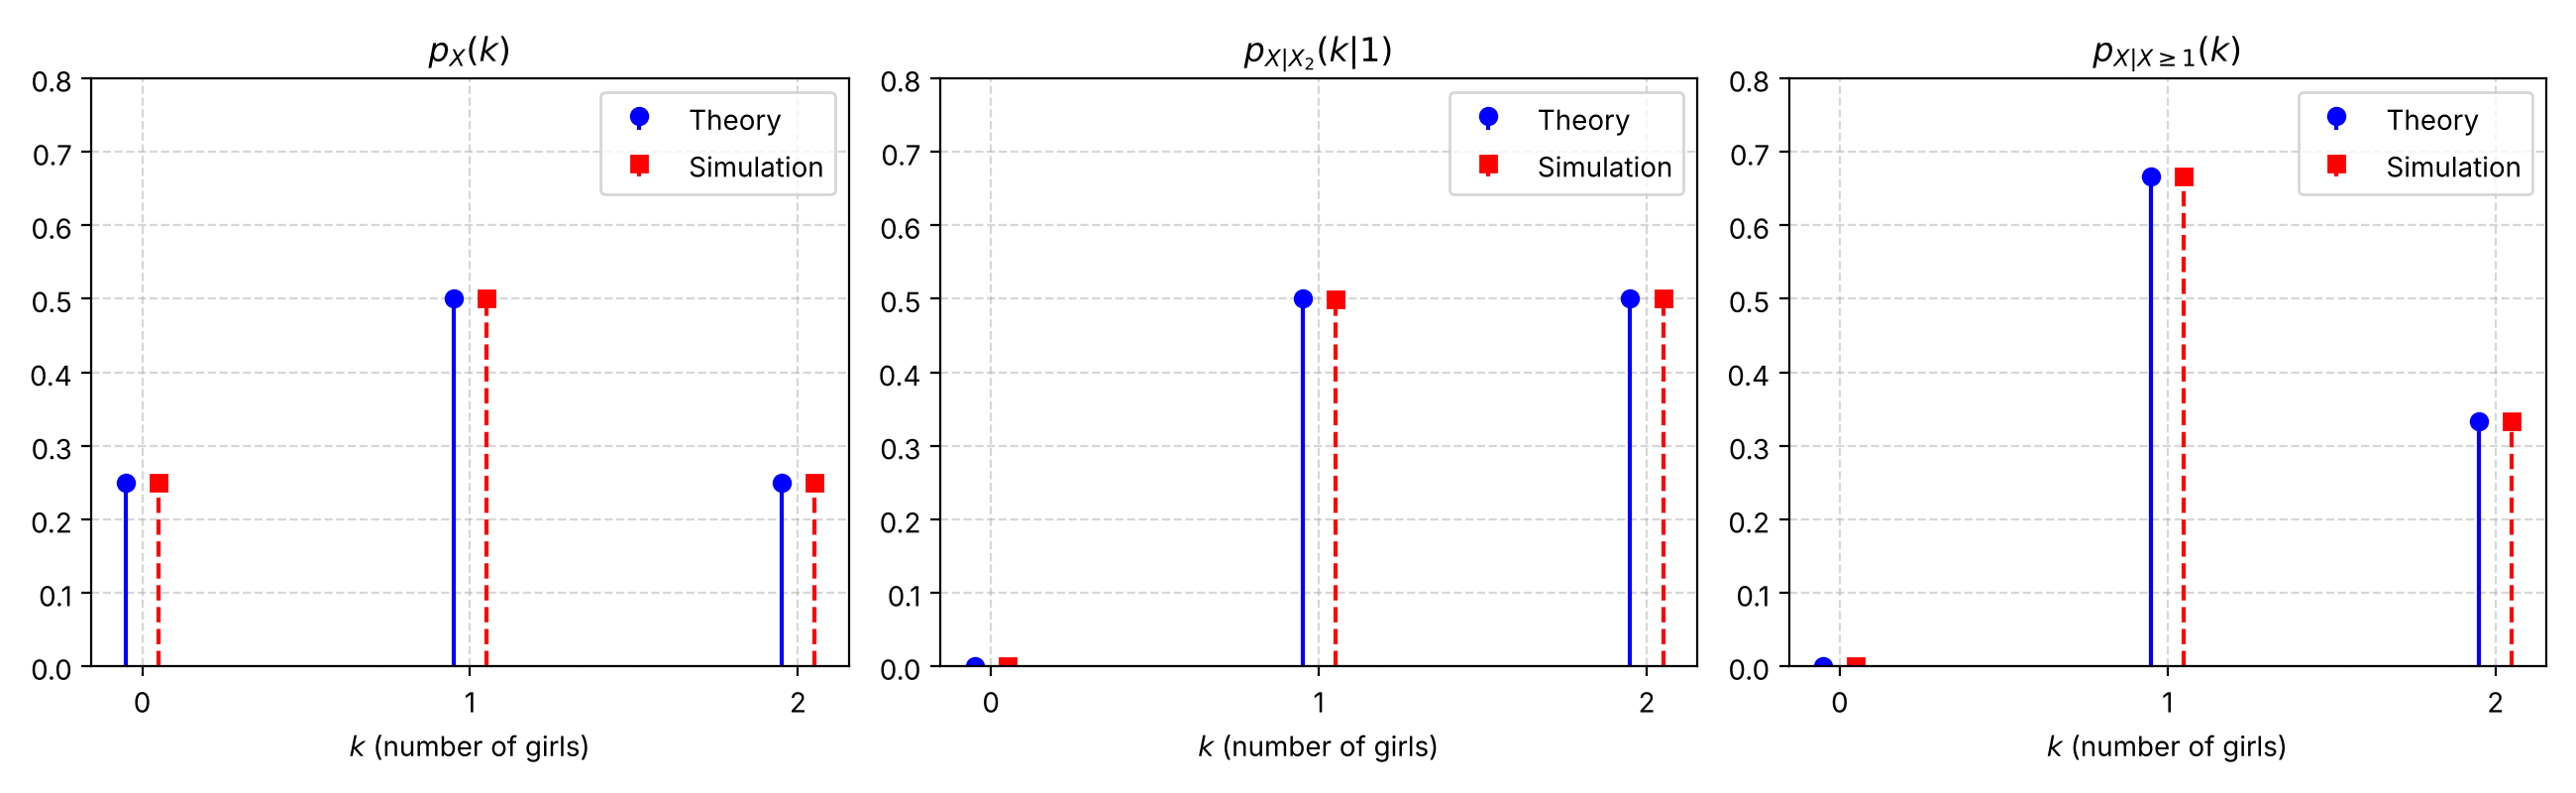 p_X(k)
0.8
0.7
0.6
0.5
0.4
0.3
0.2
0.1
0.0
Theory
Simulation
0 1 2
k (number of girls)
p_{X|X_2}(k|1)
0.8
0.7
0.6
0.5
0.4
0.3
0.2
0.1
0.0
Theory
Simulation
0 1 2
k (number of girls)
p_{X|X≥1}(k)
0.8
0.7
0.6
0.5
0.4
0.3
0.2
0.1
0.0
Theory
Simulation
0 1 2
k (number of girls)